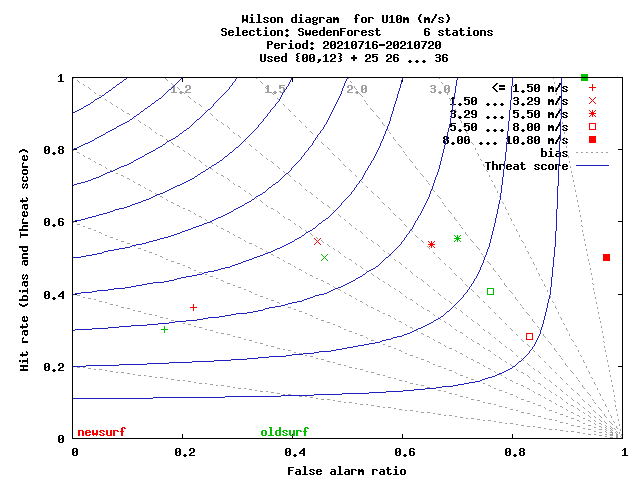 Wilson diagram  for U10m (m/s)
Selection: SwedenForest      6 stations
Period: 20210716-20210720
Used {00,12} + 25 26 ... 36
1.2
1.5
2.0
3.0
<= 1.50 m/s
1.50 ... 3.29 m/s
3.29 ... 5.50 m/s
5.50 ... 8.00 m/s
8.00 ... 10.80 m/s
bias
Threat score
1
0.8
0.6
0.4
0.2
0
Hit rate (bias and Threat score)
newsurf
oldsurf
0
0.2
0.4
0.6
0.8
1
False alarm ratio